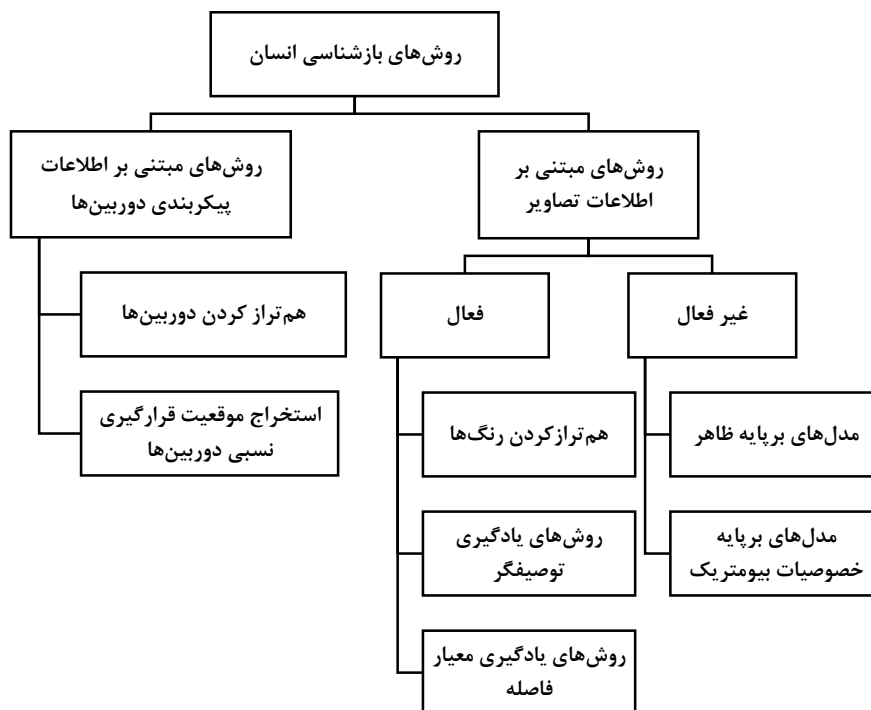 روش‌های بازشناسی انسان
روش‌های مبتنی بر
اطلاعات تصاویر
روش‌های مبتنی بر اطلاعات
پیکربندی دوربین‌ها
غیر فعال
فعال
هم‌تراز کردن دوربین‌ها
مدل‌های برپایه ظاهر
هم‌ترازکردن رنگ‌ها
استخراج موقعیت قرارگیری
نسبی دوربین‌ها
مدل‌های برپایه
خصوصیات بیومتریک
روش‌های یادگیری
توصیفگر
روش‌های یادگیری معیار
فاصله